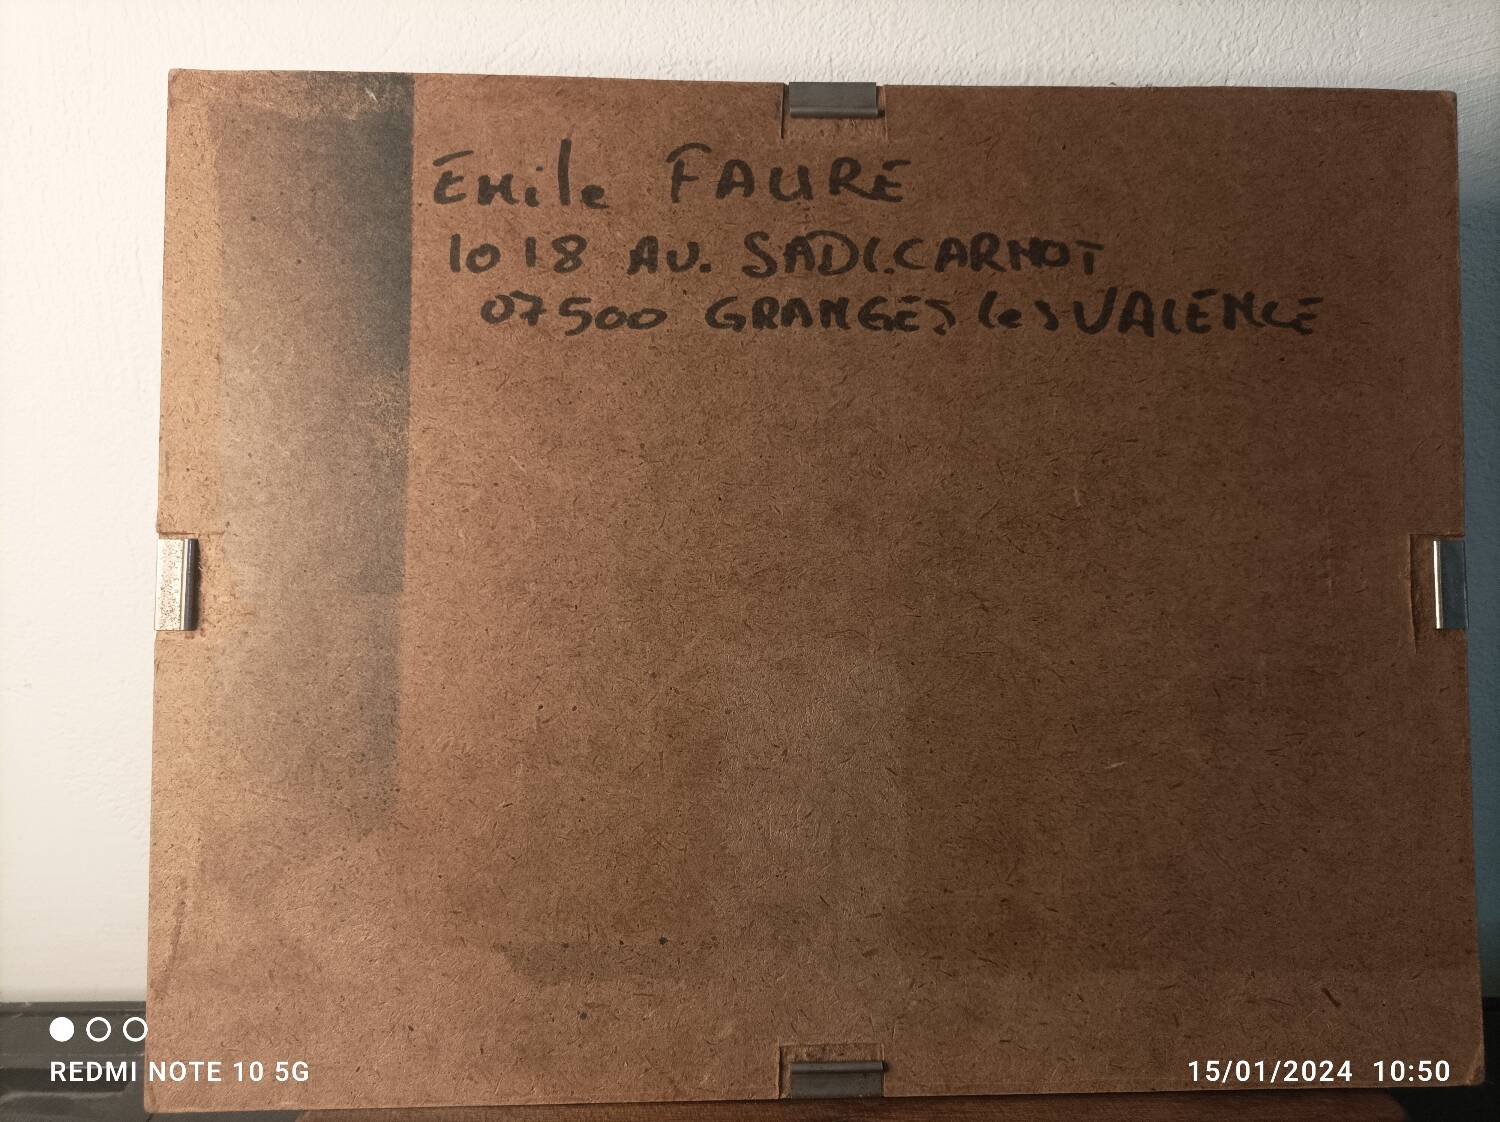 Emile FAURE
1018 AV. SADI.CARNOT
07500 GRANGES les VALENCE
REDMI NOTE 10 5G
15/01/2024 10:50